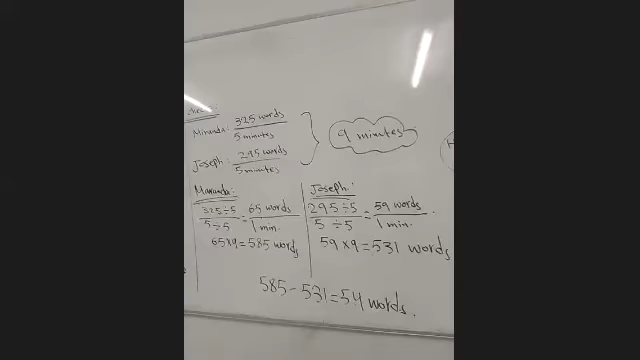 Miranda: 325 words / 5 minutes
Joseph: 295 words / 5 minutes
9 minutes
Maranda:
325÷5 / 5÷5 = 65 words / 1 min.
65×9=585 words
Joseph:
295÷5 / 5÷5 = 59 words / 1 min.
59×9=531 words
585-531=54 words.